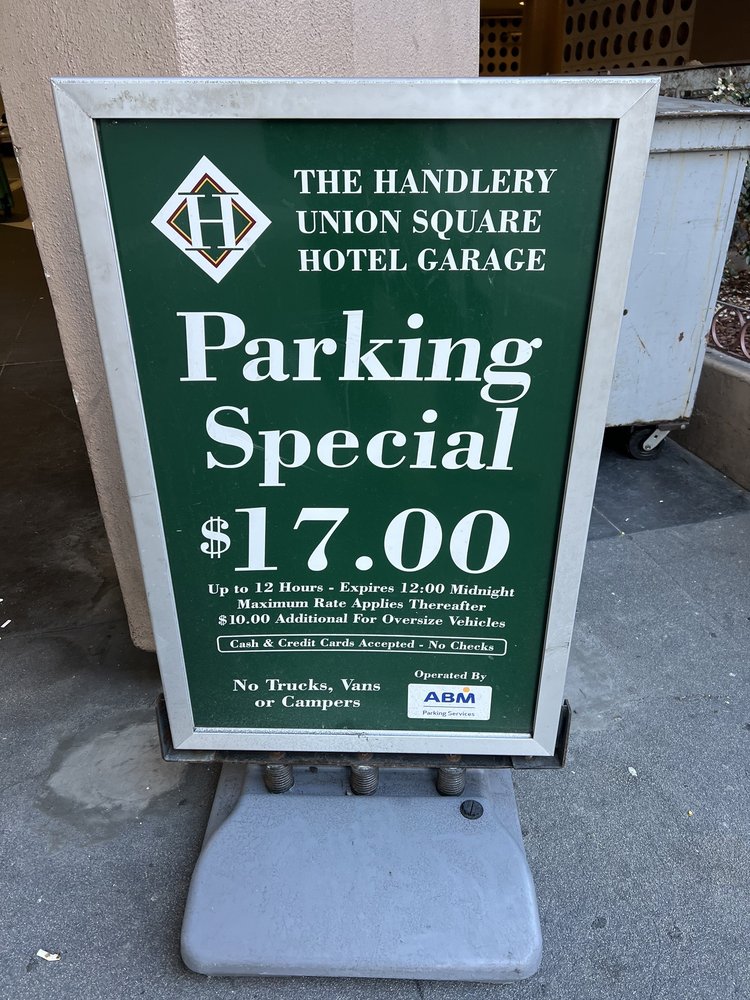 H
THE HANDLERY
UNION SQUARE
HOTEL GARAGE
Parking
Special
$17.00
Up to 12 Hours - Expires 12:00 Midnight
Maximum Rate Applies Thereafter
$10.00 Additional For Oversize Vehicles
Cash & Credit Cards Accepted - No Checks
No Trucks, Vans
or Campers
Operated By
ABM
Parking Services